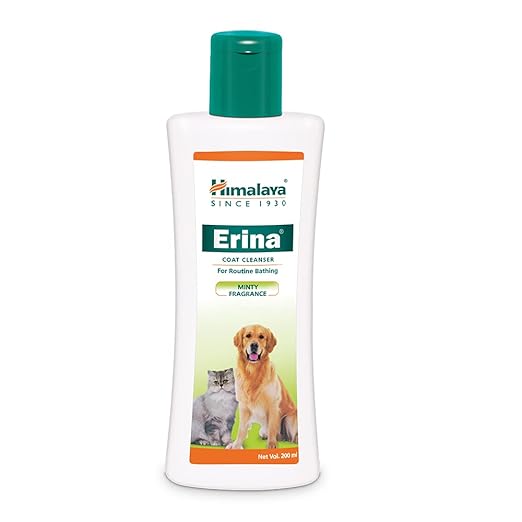 Himalaya®
SINCE 1930
Erina®
COAT CLEANSER
For Routine Bathing
MINTY
FRAGRANCE
Net Vol. 200 ml